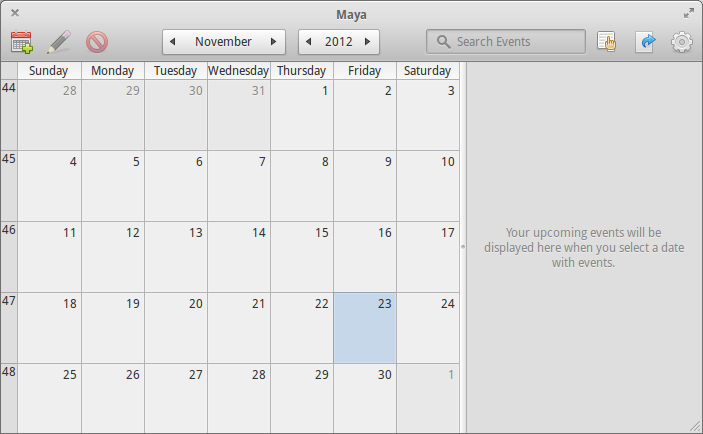 Maya
November 2012 Search Events
Sunday Monday Tuesday Wednesday Thursday Friday Saturday
44 28 29 30 31 1 2 3
45 4 5 6 7 8 9 10
46 11 12 13 14 15 16 17
47 18 19 20 21 22 23 24
48 25 26 27 28 29 30 1
Your upcoming events will be
displayed here when you select a date
with events.